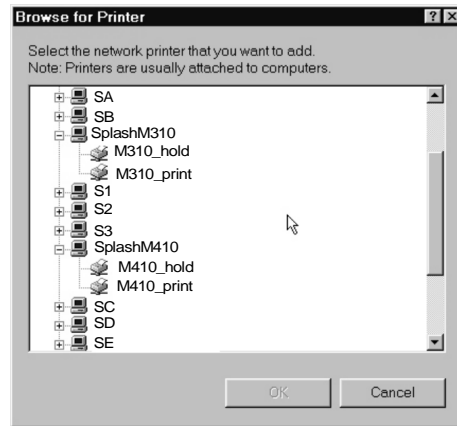 Browse for Printer
Select the network printer that you want to add.
Note: Printers are usually attached to computers.
SA
SB
SplashM310
M310_hold
M310_print
S1
S2
S3
SplashM410
M410_hold
M410_print
SC
SD
SE
OK
Cancel